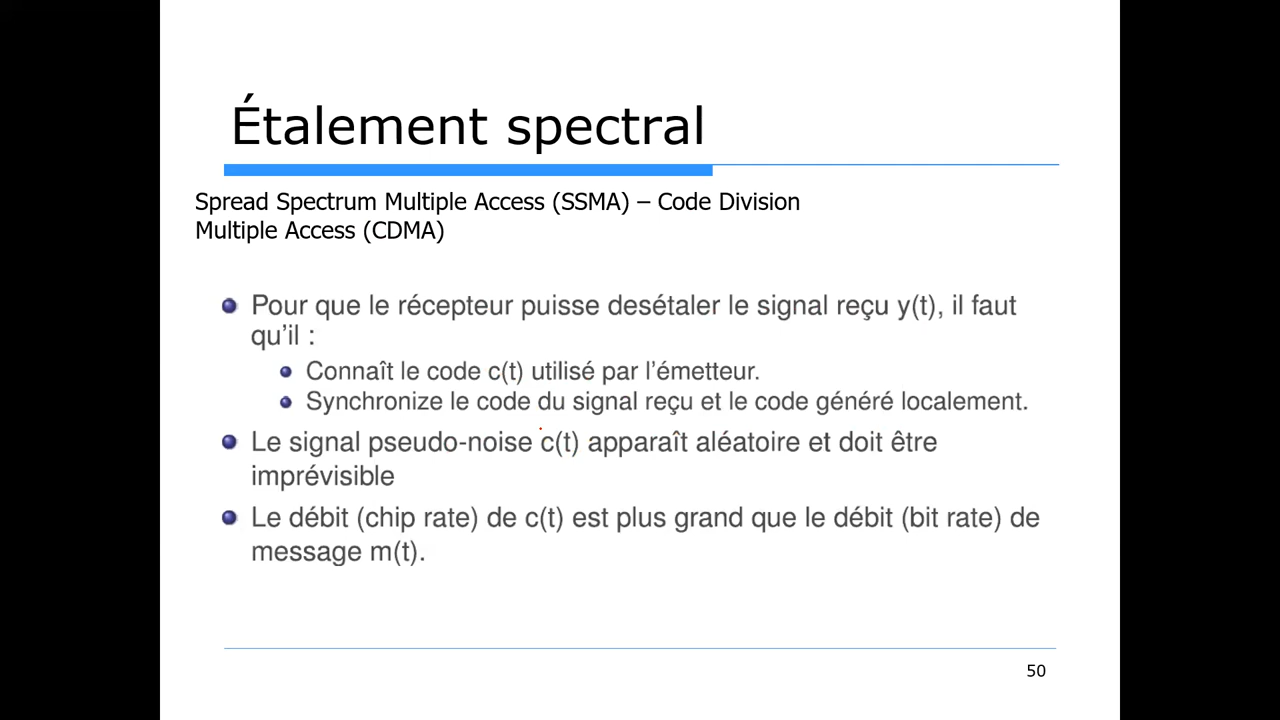 Étalement spectral
Spread Spectrum Multiple Access (SSMA) – Code Division
Multiple Access (CDMA)
Pour que le récepteur puisse desétaler le signal reçu y(t), il faut
qu'il :
Connaît le code c(t) utilisé par l'émetteur.
Synchronize le code du signal reçu et le code généré localement.
Le signal pseudo-noise c(t) apparaît aléatoire et doit être
imprévisible
Le débit (chip rate) de c(t) est plus grand que le débit (bit rate) de
message m(t).
50